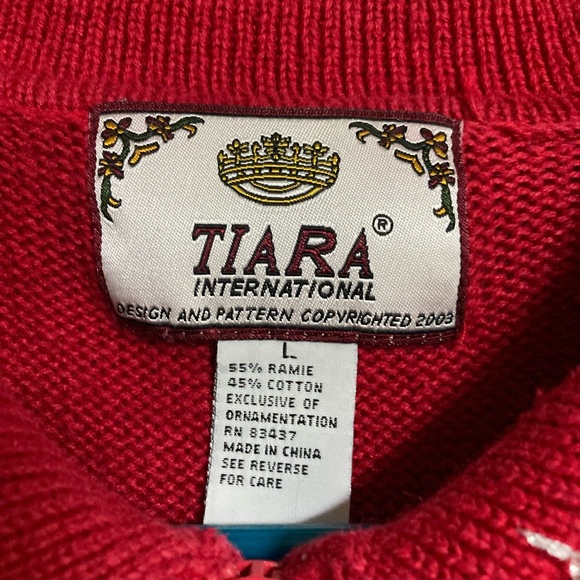 TIARA®
INTERNATIONAL
DESIGN AND PATTERN COPYRIGHTED 2003
L
55% RAMIE
45% COTTON
EXCLUSIVE OF
ORNAMENTATION
RN 83437
MADE IN CHINA
SEE REVERSE
FOR CARE